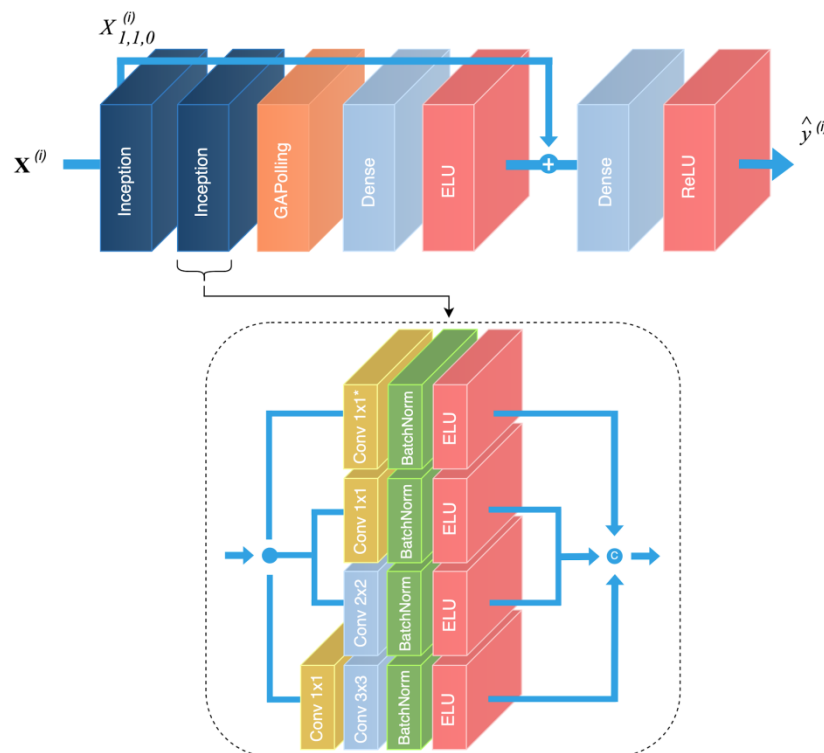 X^{(i)}_{1,1,0}
X^{(i)}
Inception
Inception
GAPolling
Dense
ELU
+
Dense
ReLU
ŷ^{(i)}
Conv 1x1*
BatchNorm
ELU
Conv 1x1
BatchNorm
ELU
Conv 2x2
BatchNorm
ELU
Conv 1x1
Conv 3x3
BatchNorm
ELU
C